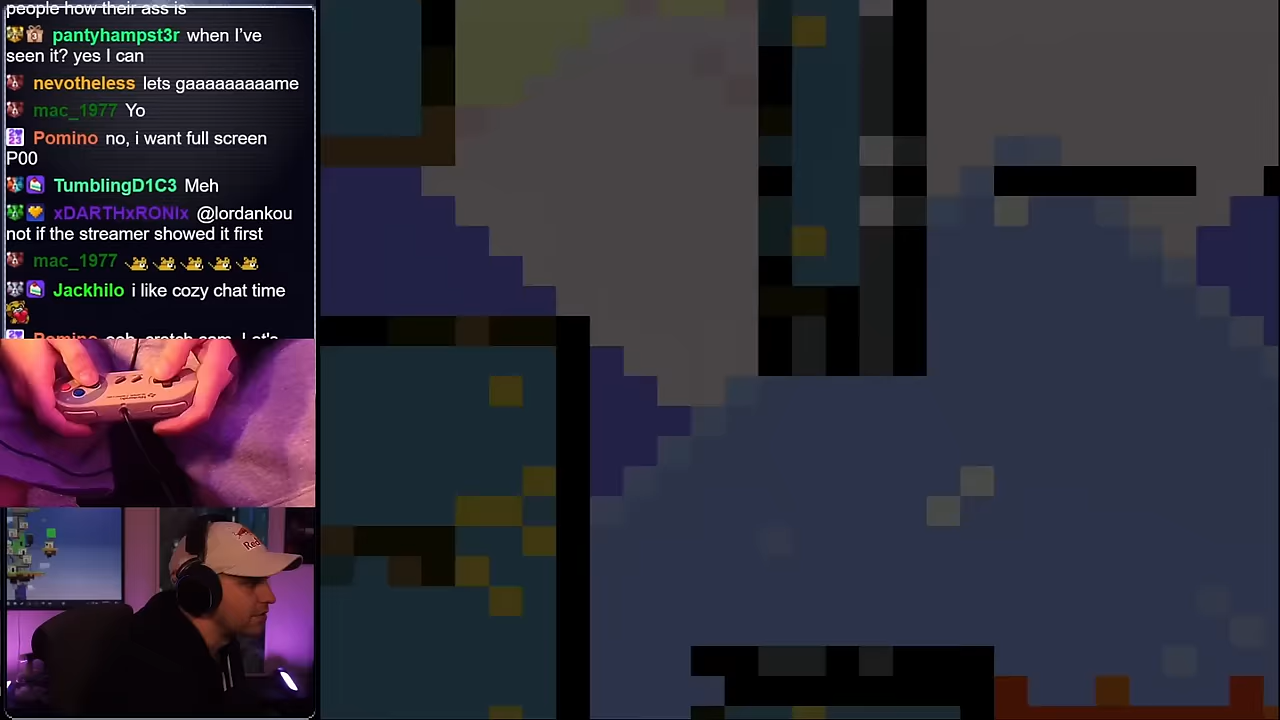 people how their ass is
pantyhampst3r when I've
seen it? yes I can
nevotheless lets gaaaaaaaame
mac_1977 Yo
Pomino no, i want full screen
P00
TumblingD1C3 Meh
xDARTHxRONIx @lordankou
not if the streamer showed it first
mac_1977
Jackhilo i like cozy chat time